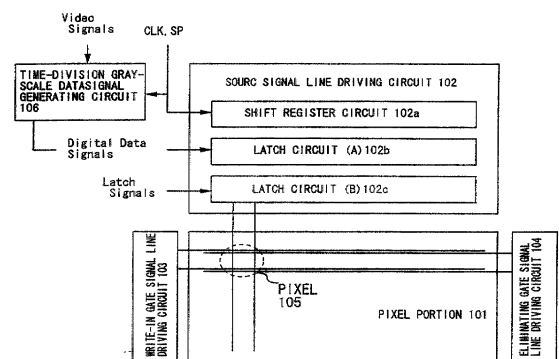 Video
Signals
CLK, SP
TIME-DIVISION GRAY-
SCALE DATASIGNAL
GENERATING CIRCUIT
106
SOURC SIGNAL LINE DRIVING CIRCUIT 102
SHIFT REGISTER CIRCUIT 102a
Digital Data
Signals
LATCH CIRCUIT (A) 102b
Latch
Signals
LATCH CIRCUIT (B) 102c
WRITE-IN GATE SIGNAL LINE
DRIVING CIRCUIT 103
PIXEL
105
PIXEL PORTION 101
ELIMINATING GATE SIGNAL
LINE DRIVING CIRCUIT 104